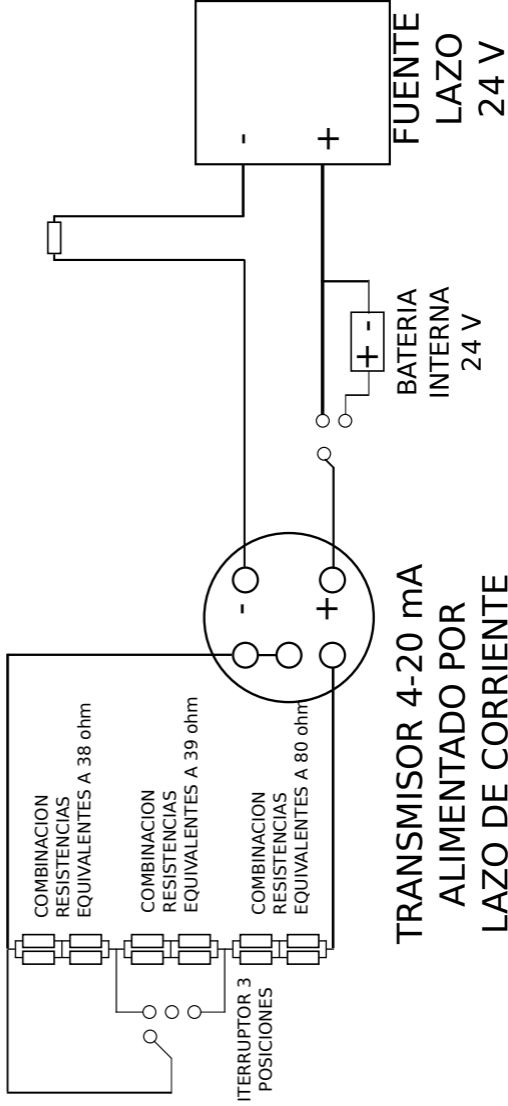 FUENTE
LAZO
24 V
-
+
BATERIA
INTERNA
24 V
+ -
TRANSMISOR 4-20 mA
ALIMENTADO POR
LAZO DE CORRIENTE
-
+
COMBINACION
RESISTENCIAS
EQUIVALENTES A 38 ohm
COMBINACION
RESISTENCIAS
EQUIVALENTES A 39 ohm
COMBINACION
RESISTENCIAS
EQUIVALENTES A 80 ohm
ITERRUPTOR 3
POSICIONES